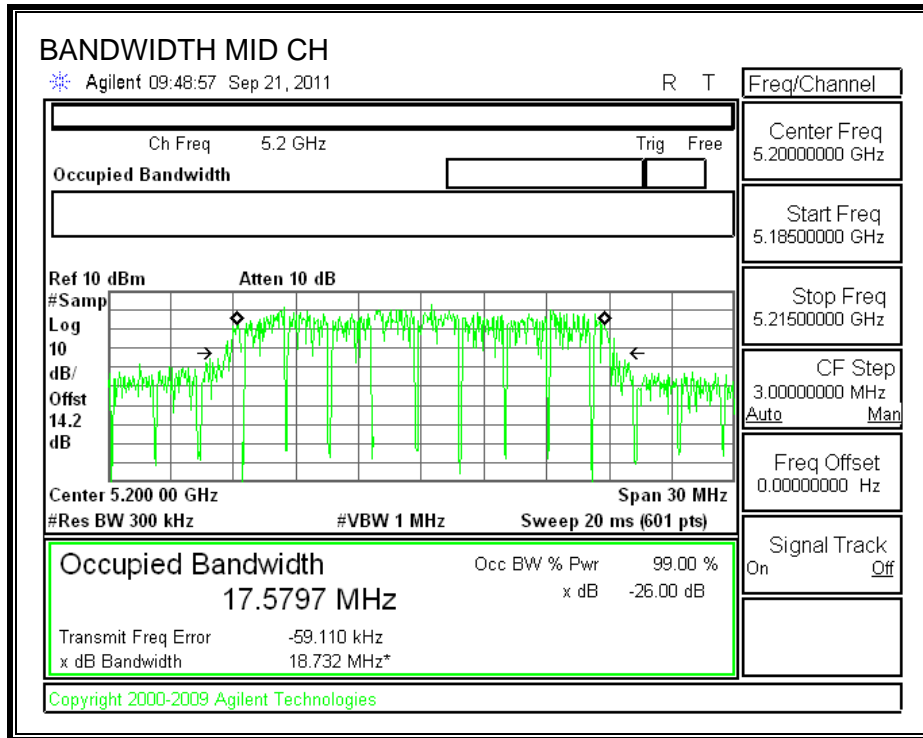 BANDWIDTH MID CH
Agilent 09:48:57 Sep 21, 2011 R T
Freq/Channel
Ch Freq 5.2 GHz Trig Free
Occupied Bandwidth
Center Freq
5.20000000 GHz
Start Freq
5.18500000 GHz
Stop Freq
5.21500000 GHz
CF Step
3.00000000 MHz
Auto Man
Freq Offset
0.00000000 Hz
Signal Track
On Off
Ref 10 dBm Atten 10 dB
#Samp
Log
10
dB/
Offst
14.2
dB
Center 5.200 00 GHz Span 30 MHz
#Res BW 300 kHz #VBW 1 MHz Sweep 20 ms (601 pts)
Occupied Bandwidth Occ BW % Pwr 99.00 %
17.5797 MHz x dB -26.00 dB
Transmit Freq Error -59.110 kHz
x dB Bandwidth 18.732 MHz*
Copyright 2000-2009 Agilent Technologies